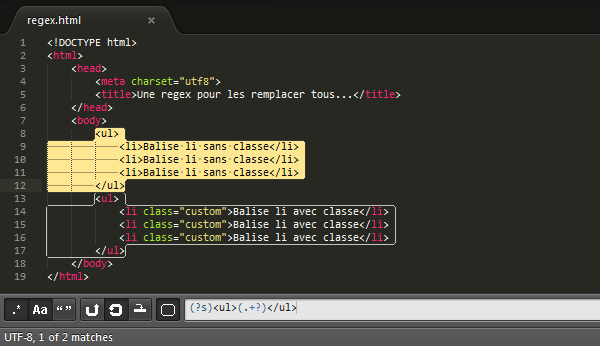 regex.html ×
1 <!DOCTYPE html>
2 <html>
3 <head>
4 <meta charset="utf8">
5 <title>Une regex pour les remplacer tous...</title>
6 </head>
7 <body>
8 <ul>
9 <li>Balise li sans classe</li>
10 <li>Balise li sans classe</li>
11 <li>Balise li sans classe</li>
12 </ul>
13 <ul>
14 <li class="custom">Balise li avec classe</li>
15 <li class="custom">Balise li avec classe</li>
16 <li class="custom">Balise li avec classe</li>
17 </ul>
18 </body>
19 </html>
.* Aa “” (?s)<ul>(.+?)</ul>
UTF-8, 1 of 2 matches